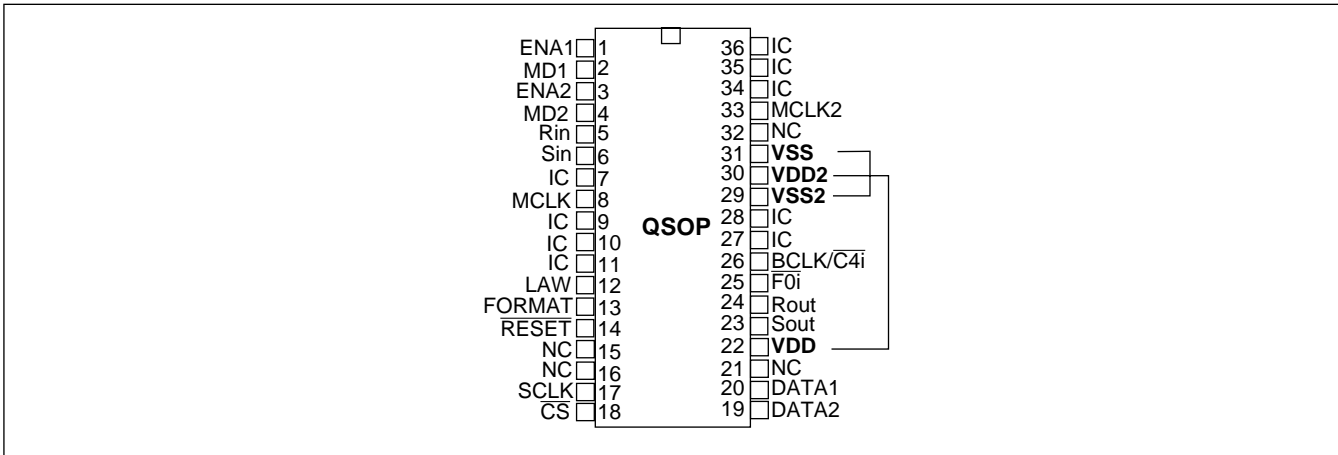 ENA1 1 36 IC
MD1 2 35 IC
ENA2 3 34 IC
MD2 4 33 MCLK2
Rin 5 32 NC
Sin 6 31 VSS
IC 7 30 VDD2
MCLK 8 29 VSS2
IC 9 QSOP 28 IC
IC 10 27 IC
IC 11 26 BCLK/C4i
LAW 12 25 F0i
FORMAT 13 24 Rout
RESET 14 23 Sout
NC 15 22 VDD
NC 16 21 NC
SCLK 17 20 DATA1
CS 18 19 DATA2